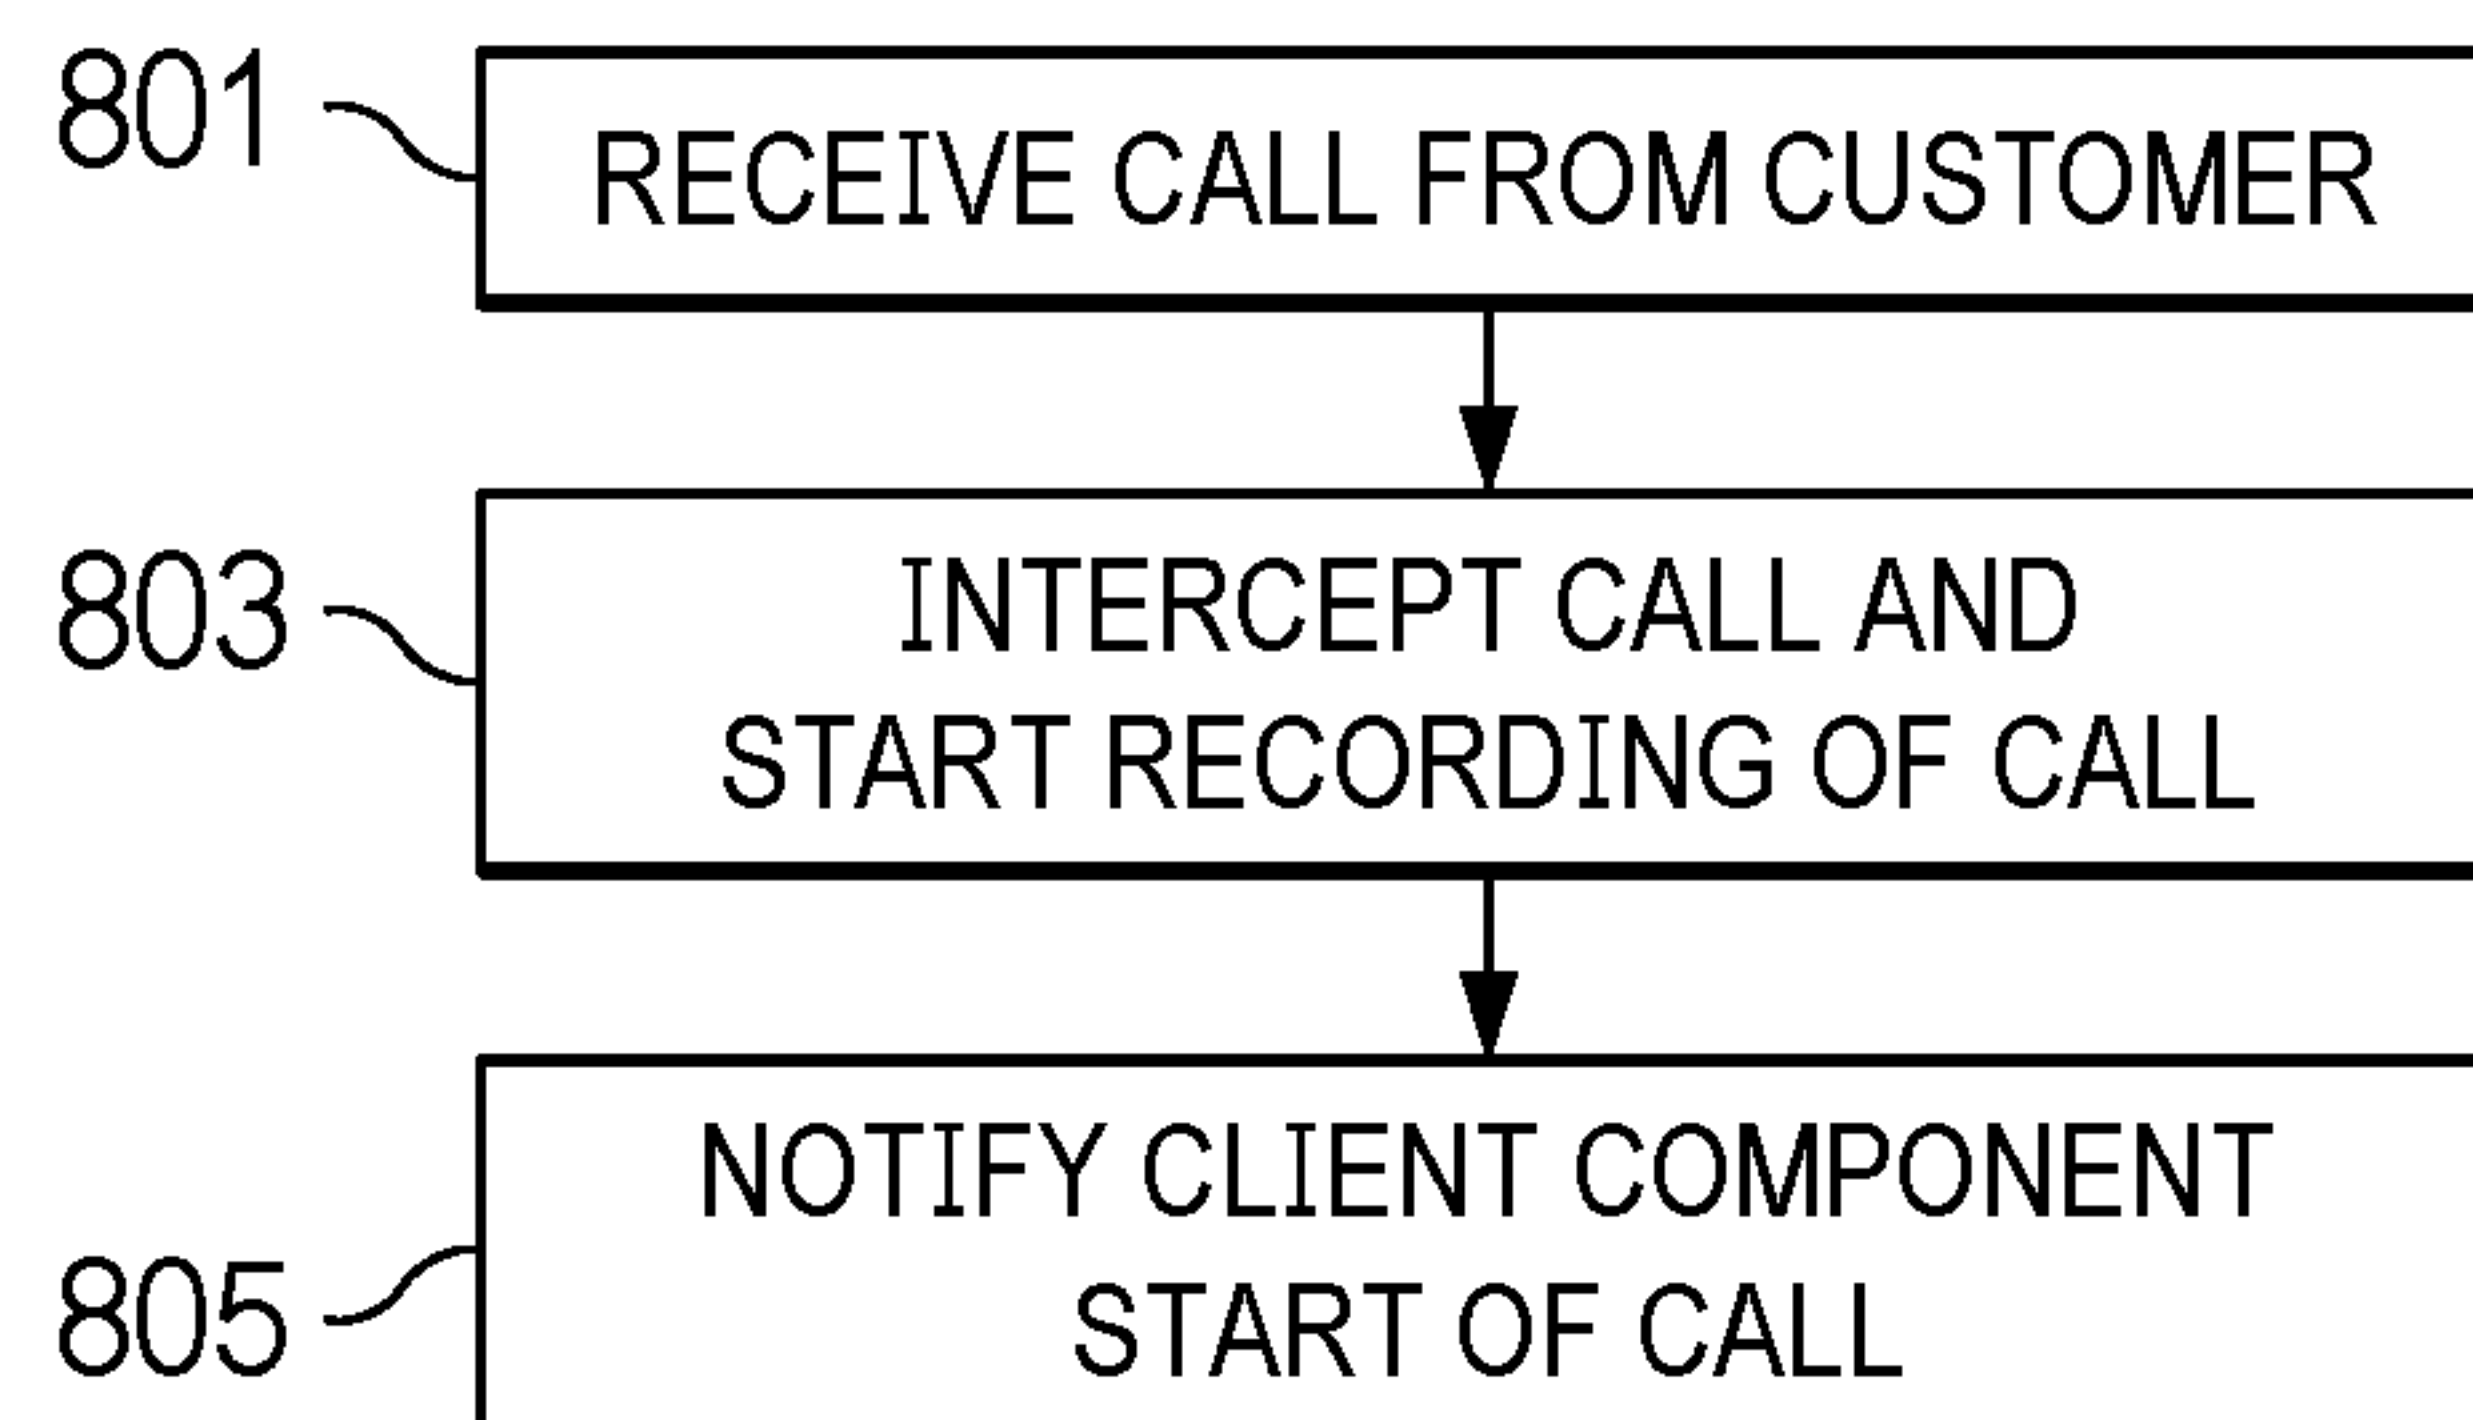 801
RECEIVE CALL FROM CUSTOMER
803
INTERCEPT CALL AND
START RECORDING OF CALL
805
NOTIFY CLIENT COMPONENT
START OF CALL